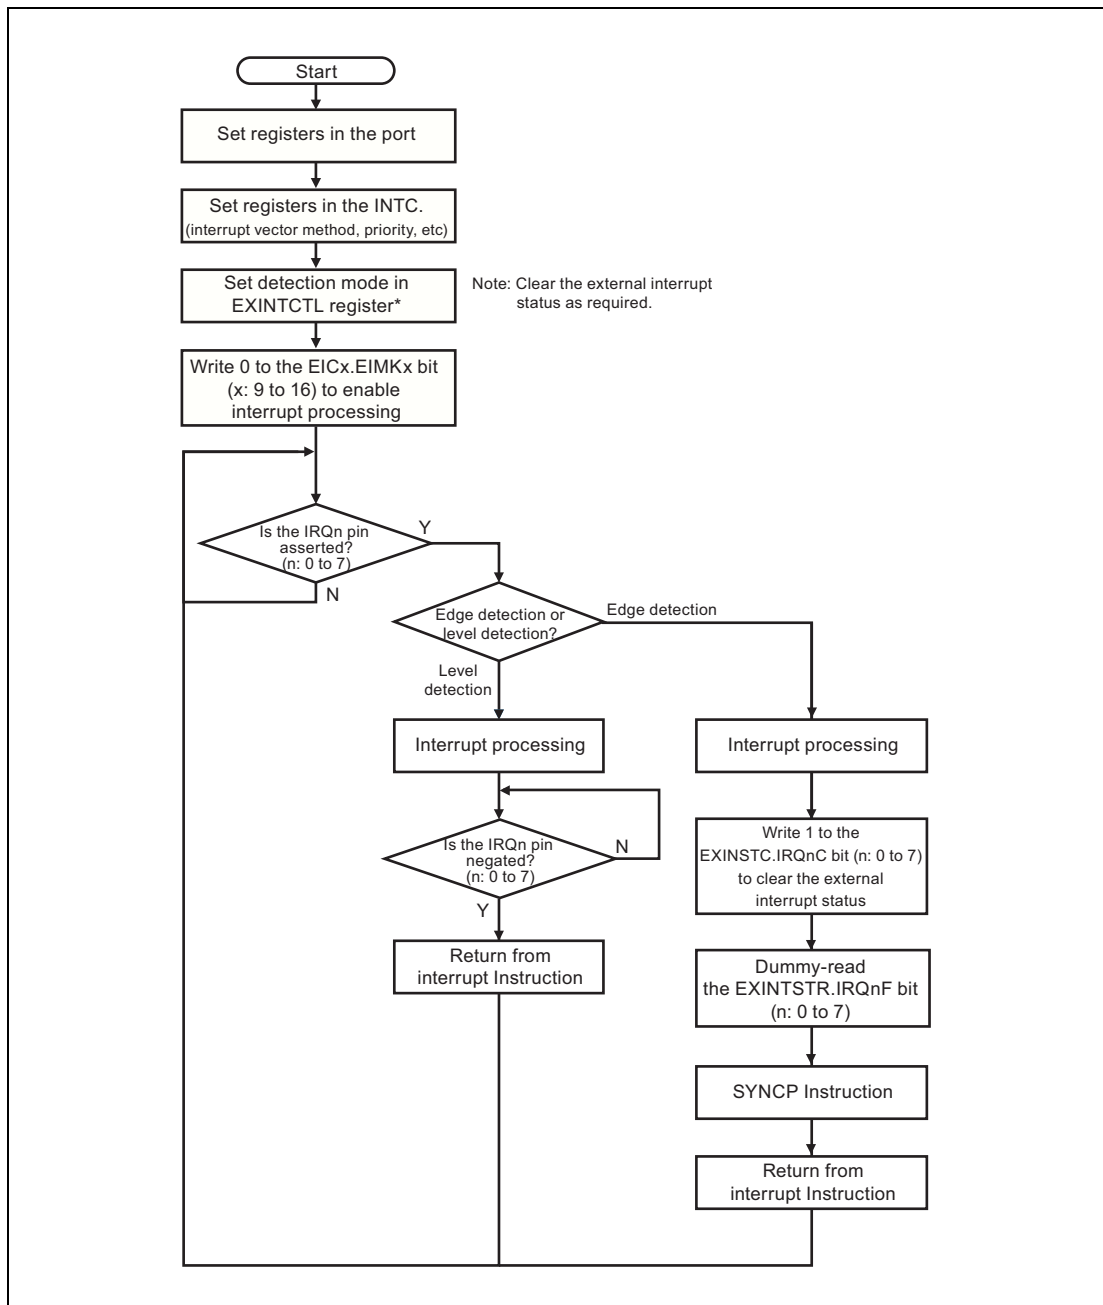 Start
Set registers in the port
Set registers in the INTC.
(interrupt vector method, priority, etc)
Set detection mode in
EXINTCTL register*
Note: Clear the external interrupt
status as required.
Write 0 to the EICx.EIMKx bit
(x: 9 to 16) to enable
interrupt processing
Is the IRQn pin
asserted?
(n: 0 to 7)
Y
N
Edge detection or
level detection?
Edge detection
Level
detection
Interrupt processing
Is the IRQn pin
negated?
(n: 0 to 7)
N
Y
Return from
interrupt Instruction
Interrupt processing
Write 1 to the
EXINSTC.IRQnC bit (n: 0 to 7)
to clear the external
interrupt status
Dummy-read
the EXINTSTR.IRQnF bit
(n: 0 to 7)
SYNCP Instruction
Return from
interrupt Instruction